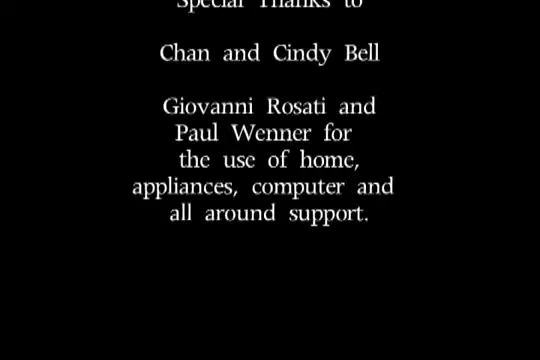 Special Thanks to
Chan and Cindy Bell
Giovanni Rosati and
Paul Wenner for
the use of home,
appliances, computer and
all around support.